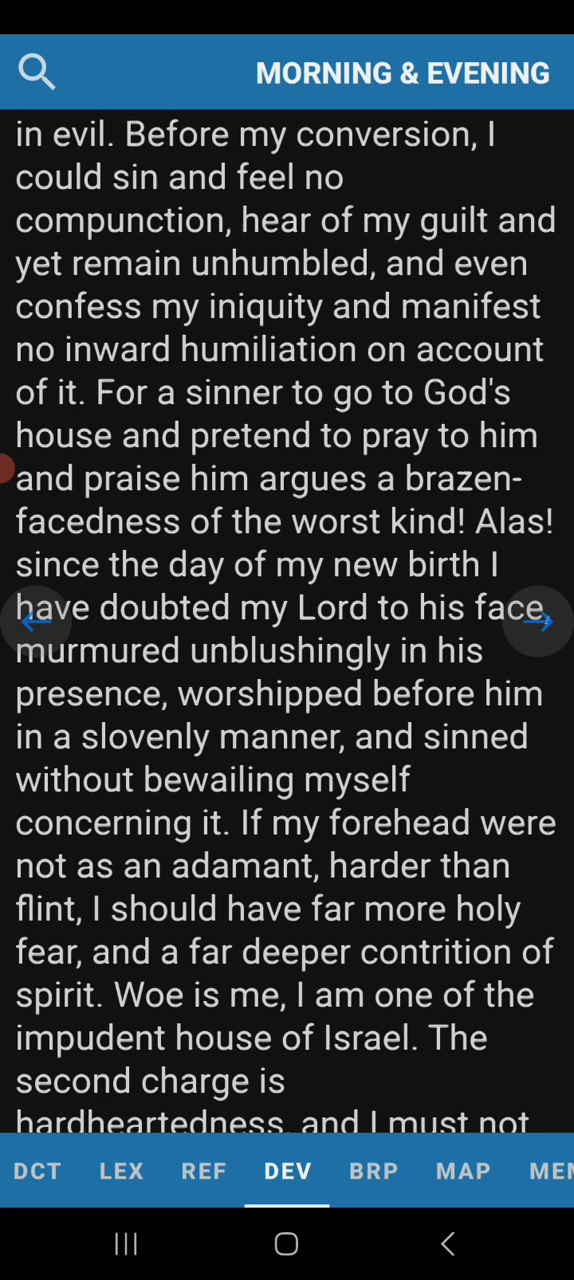 MORNING & EVENING
in evil. Before my conversion, I
could sin and feel no
compunction, hear of my guilt and
yet remain unhumbled, and even
confess my iniquity and manifest
no inward humiliation on account
of it. For a sinner to go to God's
house and pretend to pray to him
and praise him argues a brazen-
facedness of the worst kind! Alas!
since the day of my new birth I
have doubted my Lord to his face,
murmured unblushingly in his
presence, worshipped before him
in a slovenly manner, and sinned
without bewailing myself
concerning it. If my forehead were
not as an adamant, harder than
flint, I should have far more holy
fear, and a far deeper contrition of
spirit. Woe is me, I am one of the
impudent house of Israel. The
second charge is
hardheartedness, and I must not
DCT LEX REF DEV BRP MAP MEM